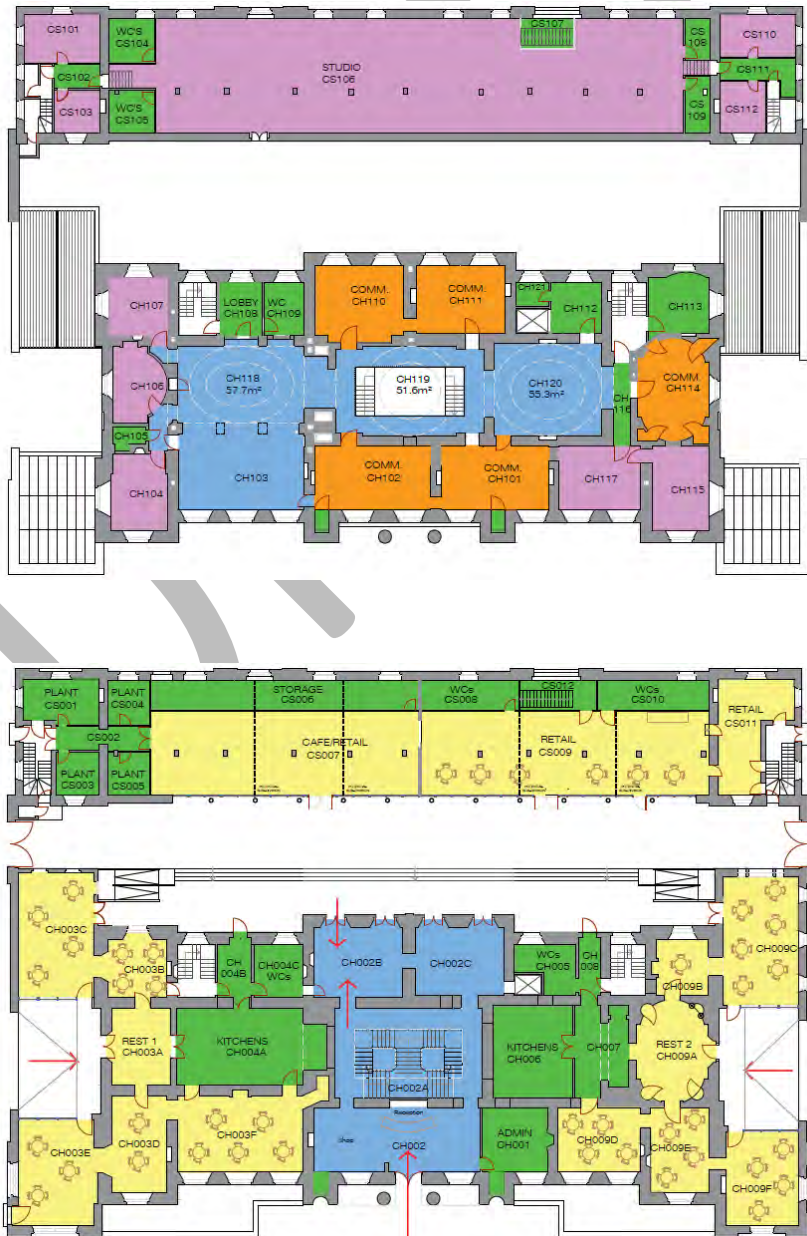 CS101
WC'S
CS104
CS107
CS
108
CS110
STUDIO
CS106
CS102
CS111
CS103
WC'S
CS105
CS
109
CS112
CH107
LOBBY
CH108
WC
CH109
COMM.
CH110
COMM.
CH111
CH121
CH112
CH113
CH106
CH118
57.7m²
CH119
51.6m²
CH120
55.3m²
COMM.
CH114
CH
116
CH105
CH104
CH103
COMM.
CH102
COMM.
CH101
CH117
CH115
PLANT
CS001
PLANT
CS004
STORAGE
CS006
WCs
CS008
CS012
WCs
CS010
RETAIL
CS011
CS002
CAFE/RETAIL
CS007
RETAIL
CS009
PLANT
CS003
PLANT
CS005
CH003C
CH003B
CH
004B
CH004C
WCs
CH002B
CH002C
WCs
CH005
CH
008
CH009B
CH009C
REST 1
CH003A
KITCHENS
CH004A
KITCHENS
CH006
CH007
REST 2
CH009A
CH002A
Reception
CH003E
CH003D
CH003F
shop
CH002
ADMIN
CH001
CH009D
CH009E
CH009F